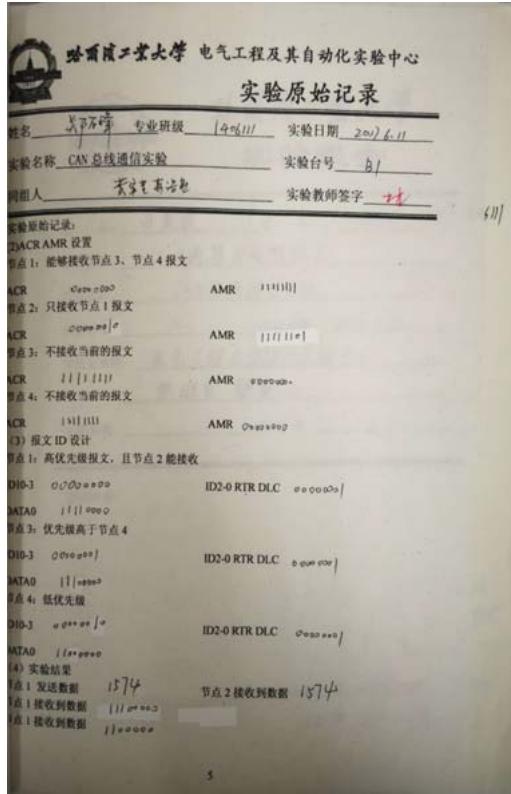 哈尔滨工业大学 电气工程及其自动化实验中心
实验原始记录
姓名 专业班级 1406111 实验日期 2017.6.11
实验名称 CAN 总线通信实验 实验台号 B1
同组人 实验教师签字
6111
实验原始记录:
(2)ACR AMR 设置
节点 1: 能够接收节点 3、节点 4 报文
ACR 00000000 AMR 11111111
节点 2: 只接收节点 1 报文
ACR 00000010 AMR 11111101
节点 3: 不接收当前的报文
ACR 11111111 AMR 00000000
节点 4: 不接收当前的报文
ACR 11111111 AMR 00000000
(3) 报文 ID 设计
节点 1: 高优先级报文,且节点 2 能接收
ID10-3 00000000 ID2-0 RTR DLC 00000001
DATA0 11110000
节点 3: 优先级高于节点 4
ID10-3 00000001 ID2-0 RTR DLC 00000001
DATA0 11100000
节点 4: 低优先级
ID10-3 00000010 ID2-0 RTR DLC 00000001
DATA0 11000000
(4) 实验结果
节点 1 发送数据 1574 节点 2 接收到数据 1574
节点 1 接收到数据 11100000
节点 1 接收到数据 1100000
5